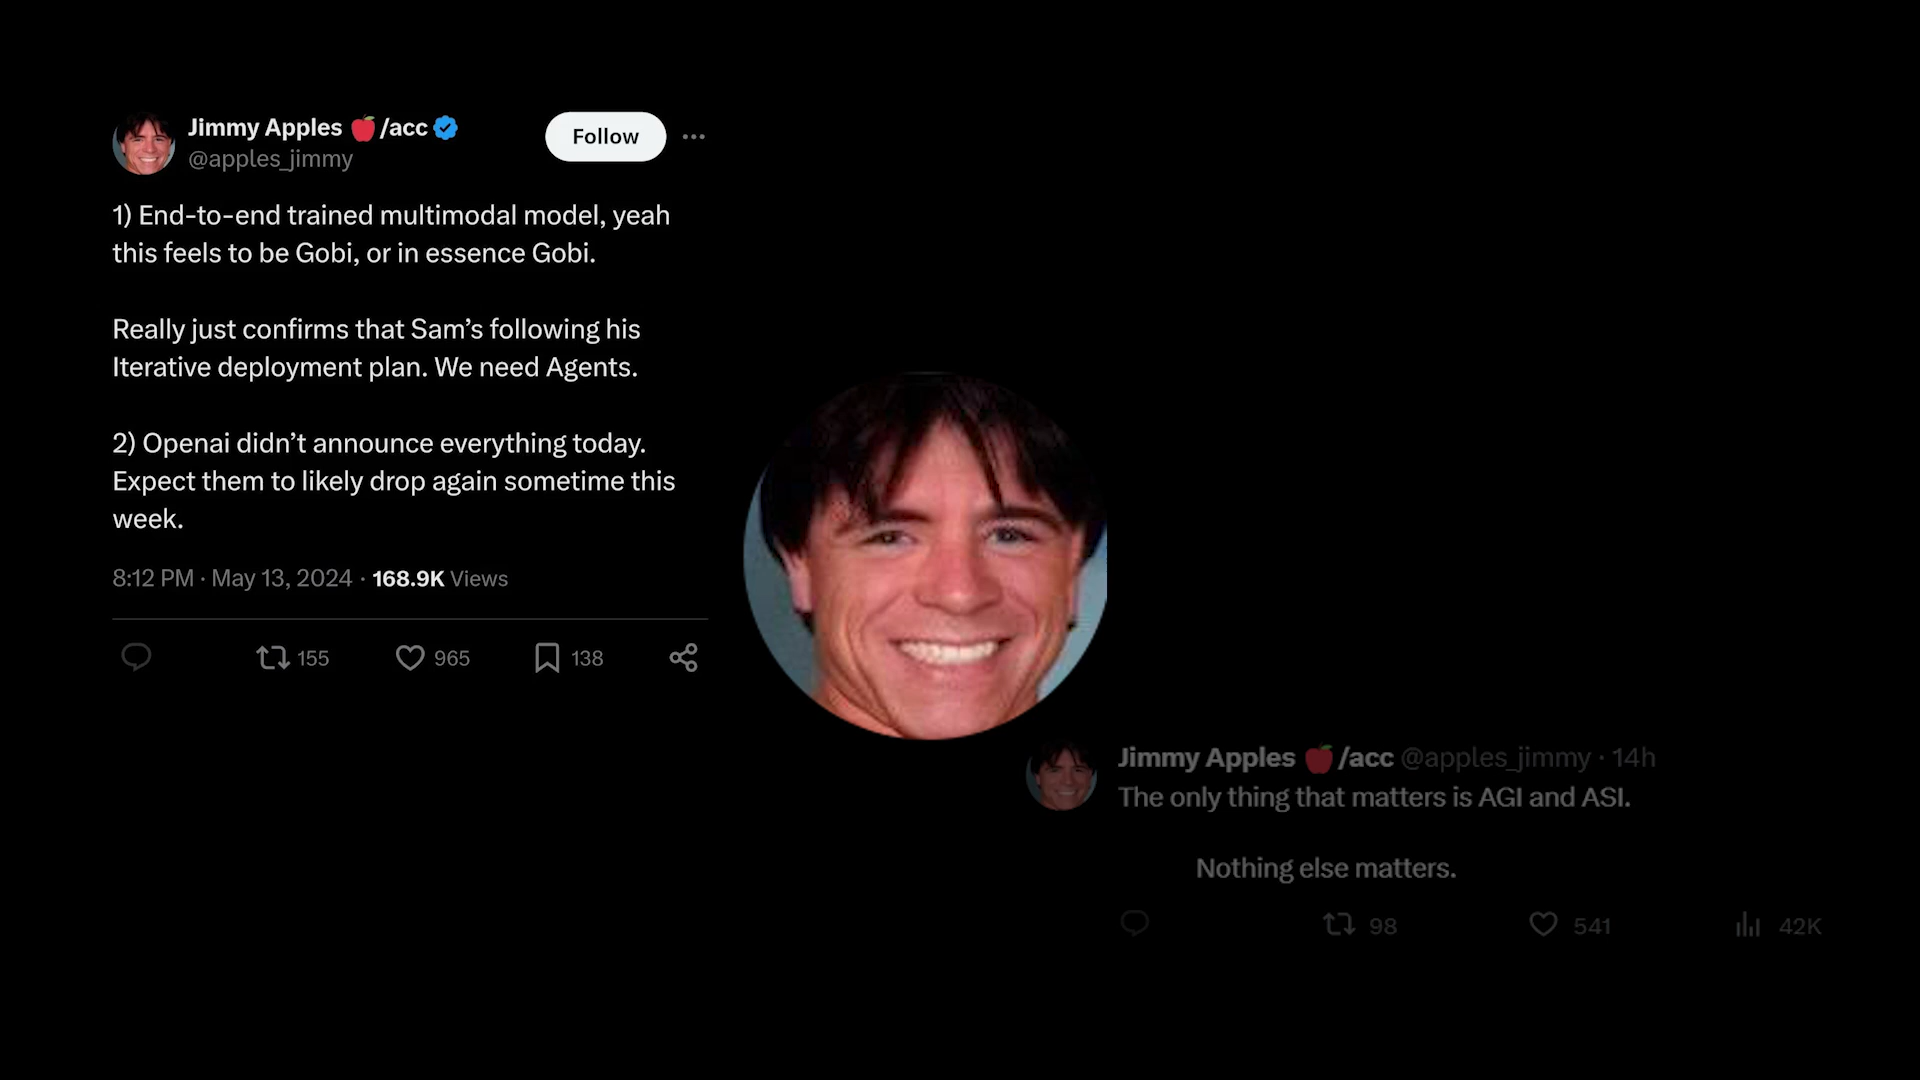 Jimmy Apples 🍎/acc
@apples_jimmy
Follow
1) End-to-end trained multimodal model, yeah
this feels to be Gobi, or in essence Gobi.
Really just confirms that Sam’s following his
Iterative deployment plan. We need Agents.
2) Openai didn’t announce everything today.
Expect them to likely drop again sometime this
week.
8:12 PM · May 13, 2024 · 168.9K Views
155 965 138
Jimmy Apples 🍎/acc @apples_jimmy · 14h
The only thing that matters is AGI and ASI.
Nothing else matters.
98 541 42K